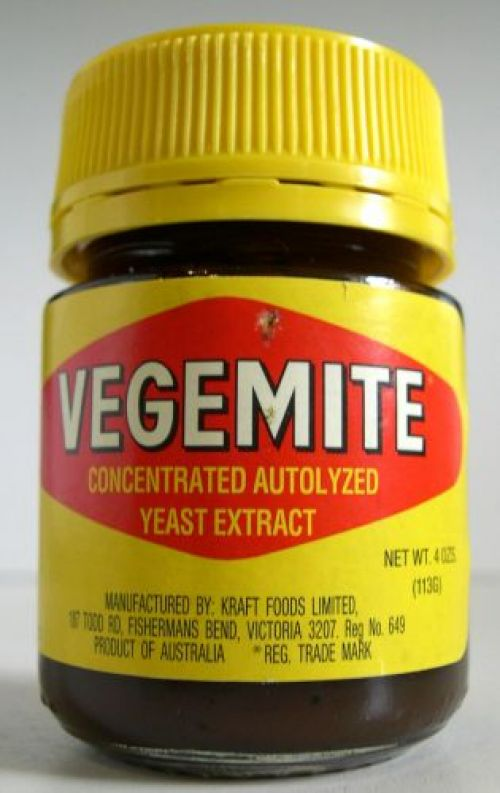 VEGEMITE
CONCENTRATED AUTOLYZED
YEAST EXTRACT
NET WT. 4 OZS.
(113G)
MANUFACTURED BY: KRAFT FOODS LIMITED,
187 TODD RD, FISHERMANS BEND, VICTORIA 3207. Reg No. 649
PRODUCT OF AUSTRALIA ® REG. TRADE MARK